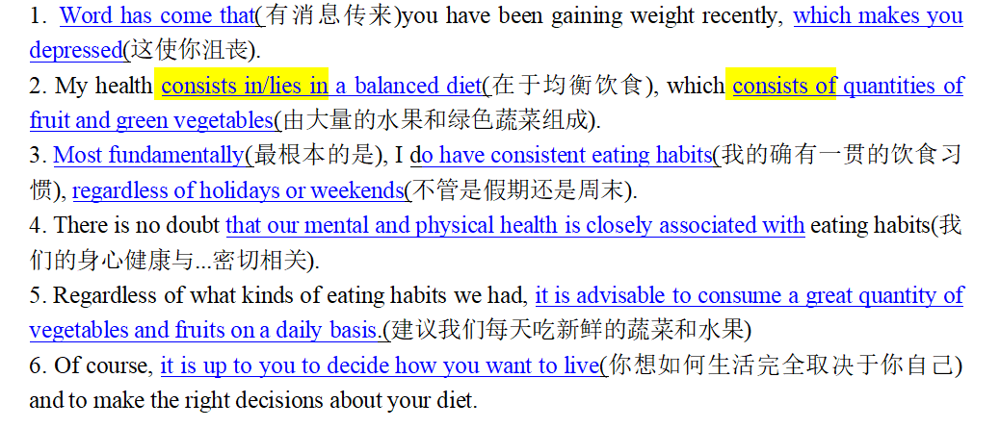 1. Word has come that(有消息传来)you have been gaining weight recently, which makes you
depressed(这使你沮丧).
2. My health consists in/lies in a balanced diet(在于均衡饮食), which consists of quantities of
fruit and green vegetables(由大量的水果和绿色蔬菜组成).
3. Most fundamentally(最根本的是), I do have consistent eating habits(我的确有一贯的饮食习
惯), regardless of holidays or weekends(不管是假期还是周末).
4. There is no doubt that our mental and physical health is closely associated with eating habits(我
们的身心健康与...密切相关).
5. Regardless of what kinds of eating habits we had, it is advisable to consume a great quantity of
vegetables and fruits on a daily basis.(建议我们每天吃新鲜的蔬菜和水果)
6. Of course, it is up to you to decide how you want to live(你想如何生活完全取决于你自己)
and to make the right decisions about your diet.